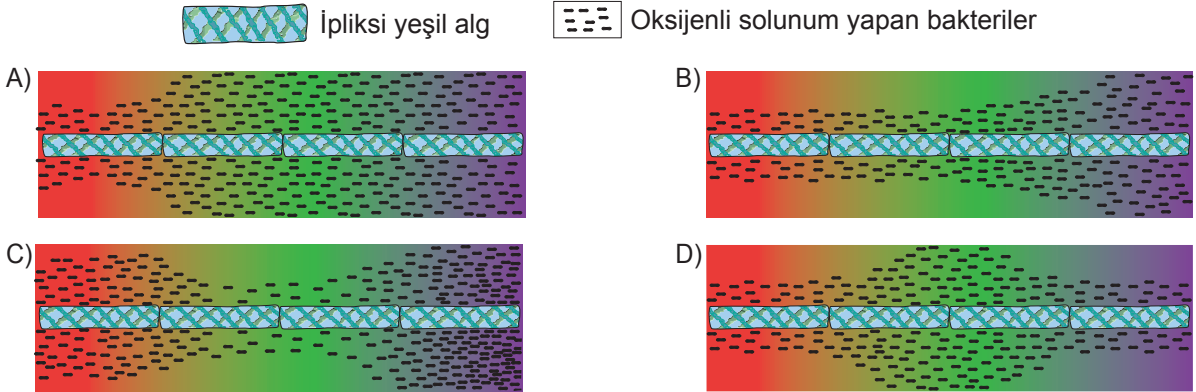 İpliksi yeşil alg
Oksijenli solunum yapan bakteriler
A)
B)
C)
D)